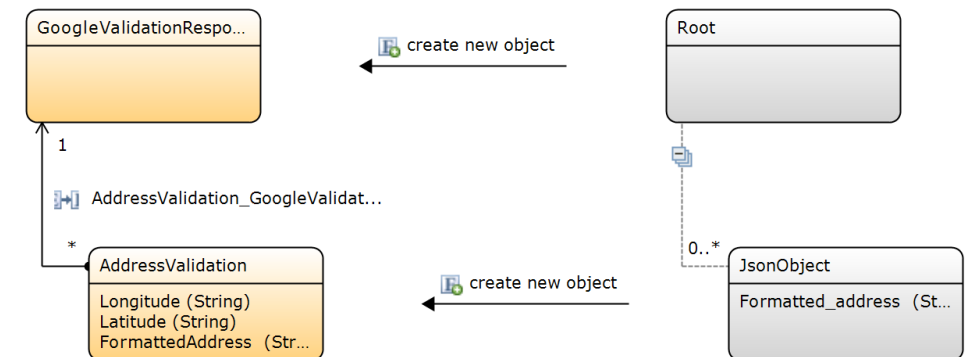 GoogleValidationRespo...
create new object
Root
1
AddressValidation_GoogleValidat...
*
0..*
AddressValidation
create new object
JsonObject
Longitude (String)
Latitude (String)
FormattedAddress (Str...
Formatted_address (St...